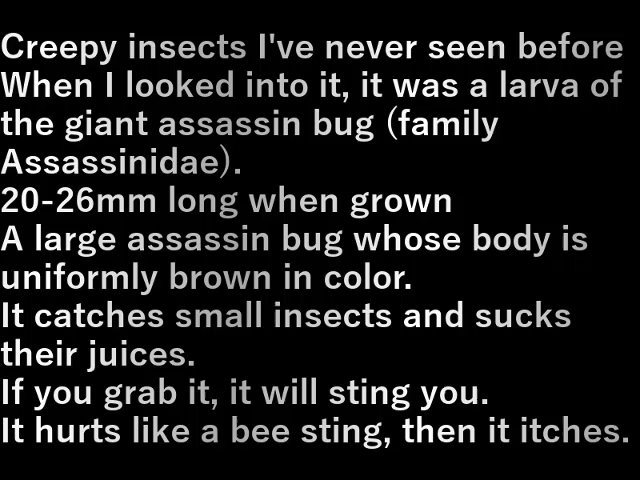 Creepy insects I've never seen before
When I looked into it, it was a larva of
the giant assassin bug (family
Assassinidae).
20-26mm long when grown
A large assassin bug whose body is
uniformly brown in color.
It catches small insects and sucks
their juices.
If you grab it, it will sting you.
It hurts like a bee sting, then it itches.